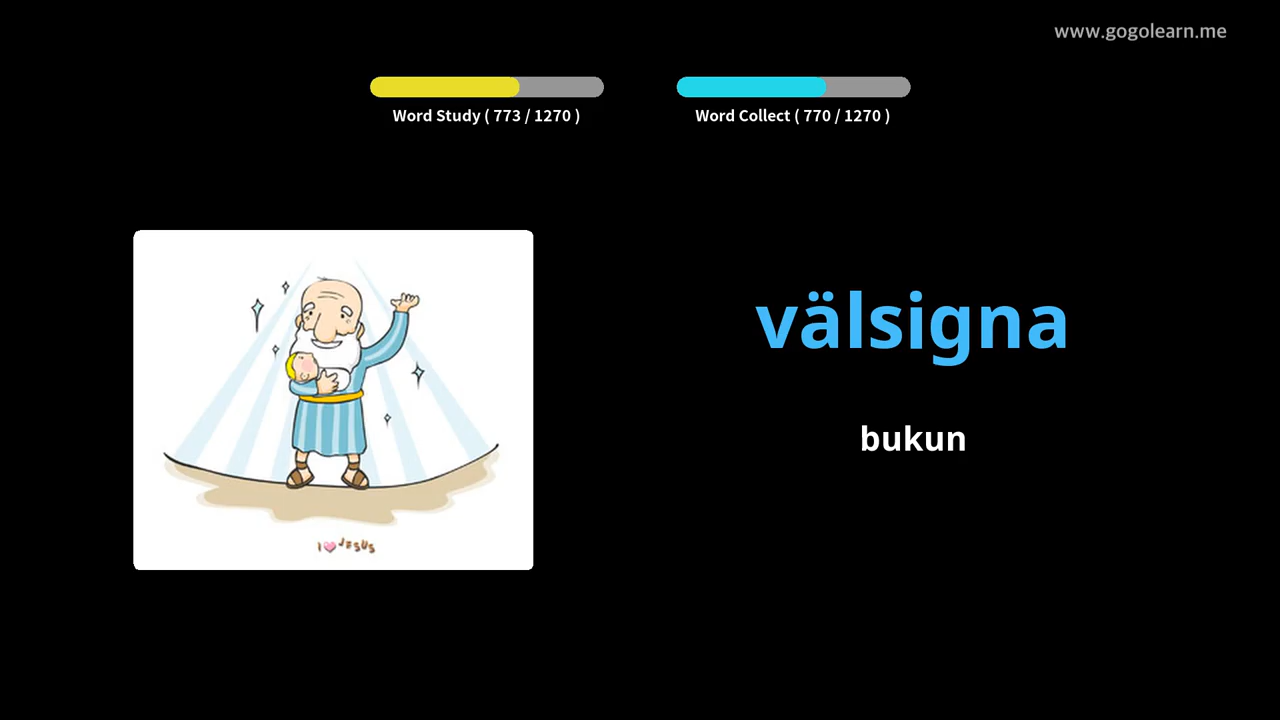 www.gogolearn.me
Word Study ( 773 / 1270 )
Word Collect ( 770 / 1270 )
välsigna
bukun
I JESUS